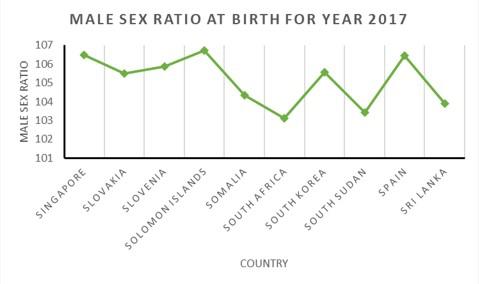 MALE SEX RATIO AT BIRTH FOR YEAR 2017
107
106
105
104
103
102
101
MALE SEX RATIO
SINGAPORE
SLOVAKIA
SLOVENIA
SOLOMON ISLANDS
SOMALIA
SOUTH AFRICA
SOUTH KOREA
SOUTH SUDAN
SPAIN
SRI LANKA
COUNTRY